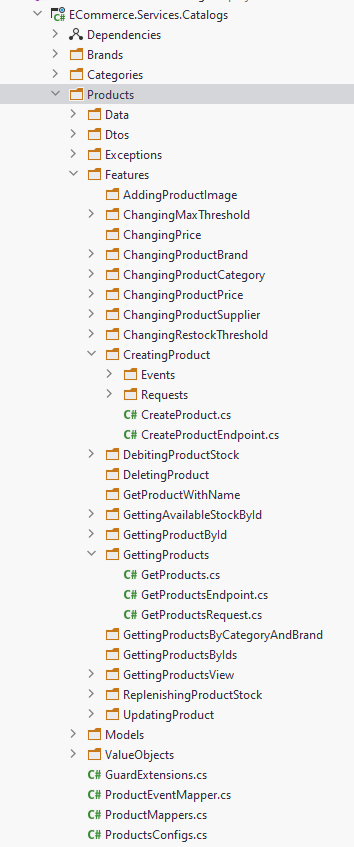 ECommerce.Services.Catalogs
Dependencies
Brands
Categories
Products
Data
Dtos
Exceptions
Features
AddingProductImage
ChangingMaxThreshold
ChangingPrice
ChangingProductBrand
ChangingProductCategory
ChangingProductPrice
ChangingProductSupplier
ChangingRestockThreshold
CreatingProduct
Events
Requests
C# CreateProduct.cs
C# CreateProductEndpoint.cs
DebitingProductStock
DeletingProduct
GetProductWithName
GettingAvailableStockById
GettingProductById
GettingProducts
C# GetProducts.cs
C# GetProductsEndpoint.cs
C# GetProductsRequest.cs
GettingProductsByCategoryAndBrand
GettingProductsByIds
GettingProductsView
ReplenishingProductStock
UpdatingProduct
Models
ValueObjects
C# GuardExtensions.cs
C# ProductEventMapper.cs
C# ProductMappers.cs
C# ProductsConfigs.cs